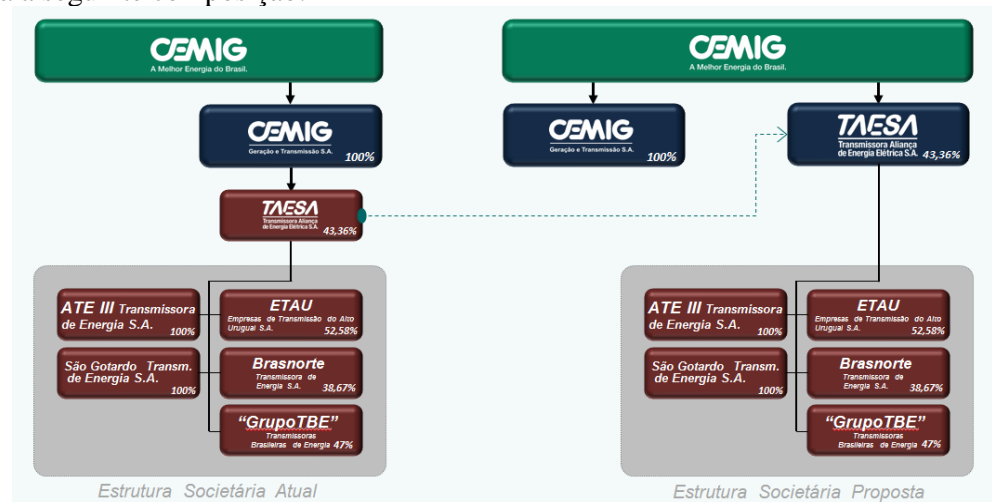 CEMIG
A Melhor Energia do Brasil.
CEMIG
Geração e Transmissão S.A.
100%
TAESA
Transmissora Aliança
de Energia Elétrica S.A.
43,36%
ATE III Transmissora
de Energia S.A.
100%
ETAU
Empresas de Transmissão do Alto
Uruguai S.A.
52,58%
São Gotardo Transm.
de Energia S.A.
100%
Brasnorte
Transmissora de
Energia S.A.
38,67%
“GrupoTBE”
Transmissoras
Brasileiras de Energia 47%
Estrutura Societária Atual
CEMIG
A Melhor Energia do Brasil.
CEMIG
Geração e Transmissão S.A.
100%
TAESA
Transmissora Aliança
de Energia Elétrica S.A. 43,36%
ATE III Transmissora
de Energia S.A.
100%
ETAU
Empresas de Transmissão do Alto
Uruguai S.A.
52,58%
São Gotardo Transm.
de Energia S.A.
100%
Brasnorte
Transmissora de
Energia S.A.
38,67%
“GrupoTBE”
Transmissoras
Brasileiras de Energia 47%
Estrutura Societária Proposta